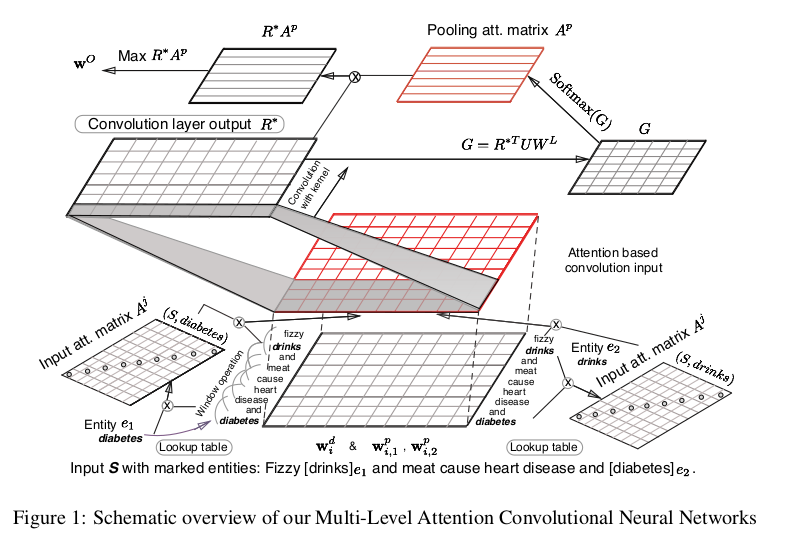 R*A^p
Pooling att. matrix A^p
w^O
Max R*A^p
Softmax(G)
Convolution layer output R*
G
G = R*^T U W^L
Convolution
with kernel
Attention based
convolution input
Input att. matrix A^j
(S, diabetes)
Window operation
fizzy
drinks
and
meat
cause
heart
disease
and
diabetes
fizzy
drinks
and
meat
cause
heart
disease
and
diabetes
Entity e_2
drinks
Input att. matrix A^j
(S, drinks)
Entity e_1
diabetes
Lookup table
w_i^d & w_{i,1}^p , w_{i,2}^p
Lookup table
Input S with marked entities: Fizzy [drinks]e_1 and meat cause heart disease and [diabetes]e_2.
Figure 1: Schematic overview of our Multi-Level Attention Convolutional Neural Networks